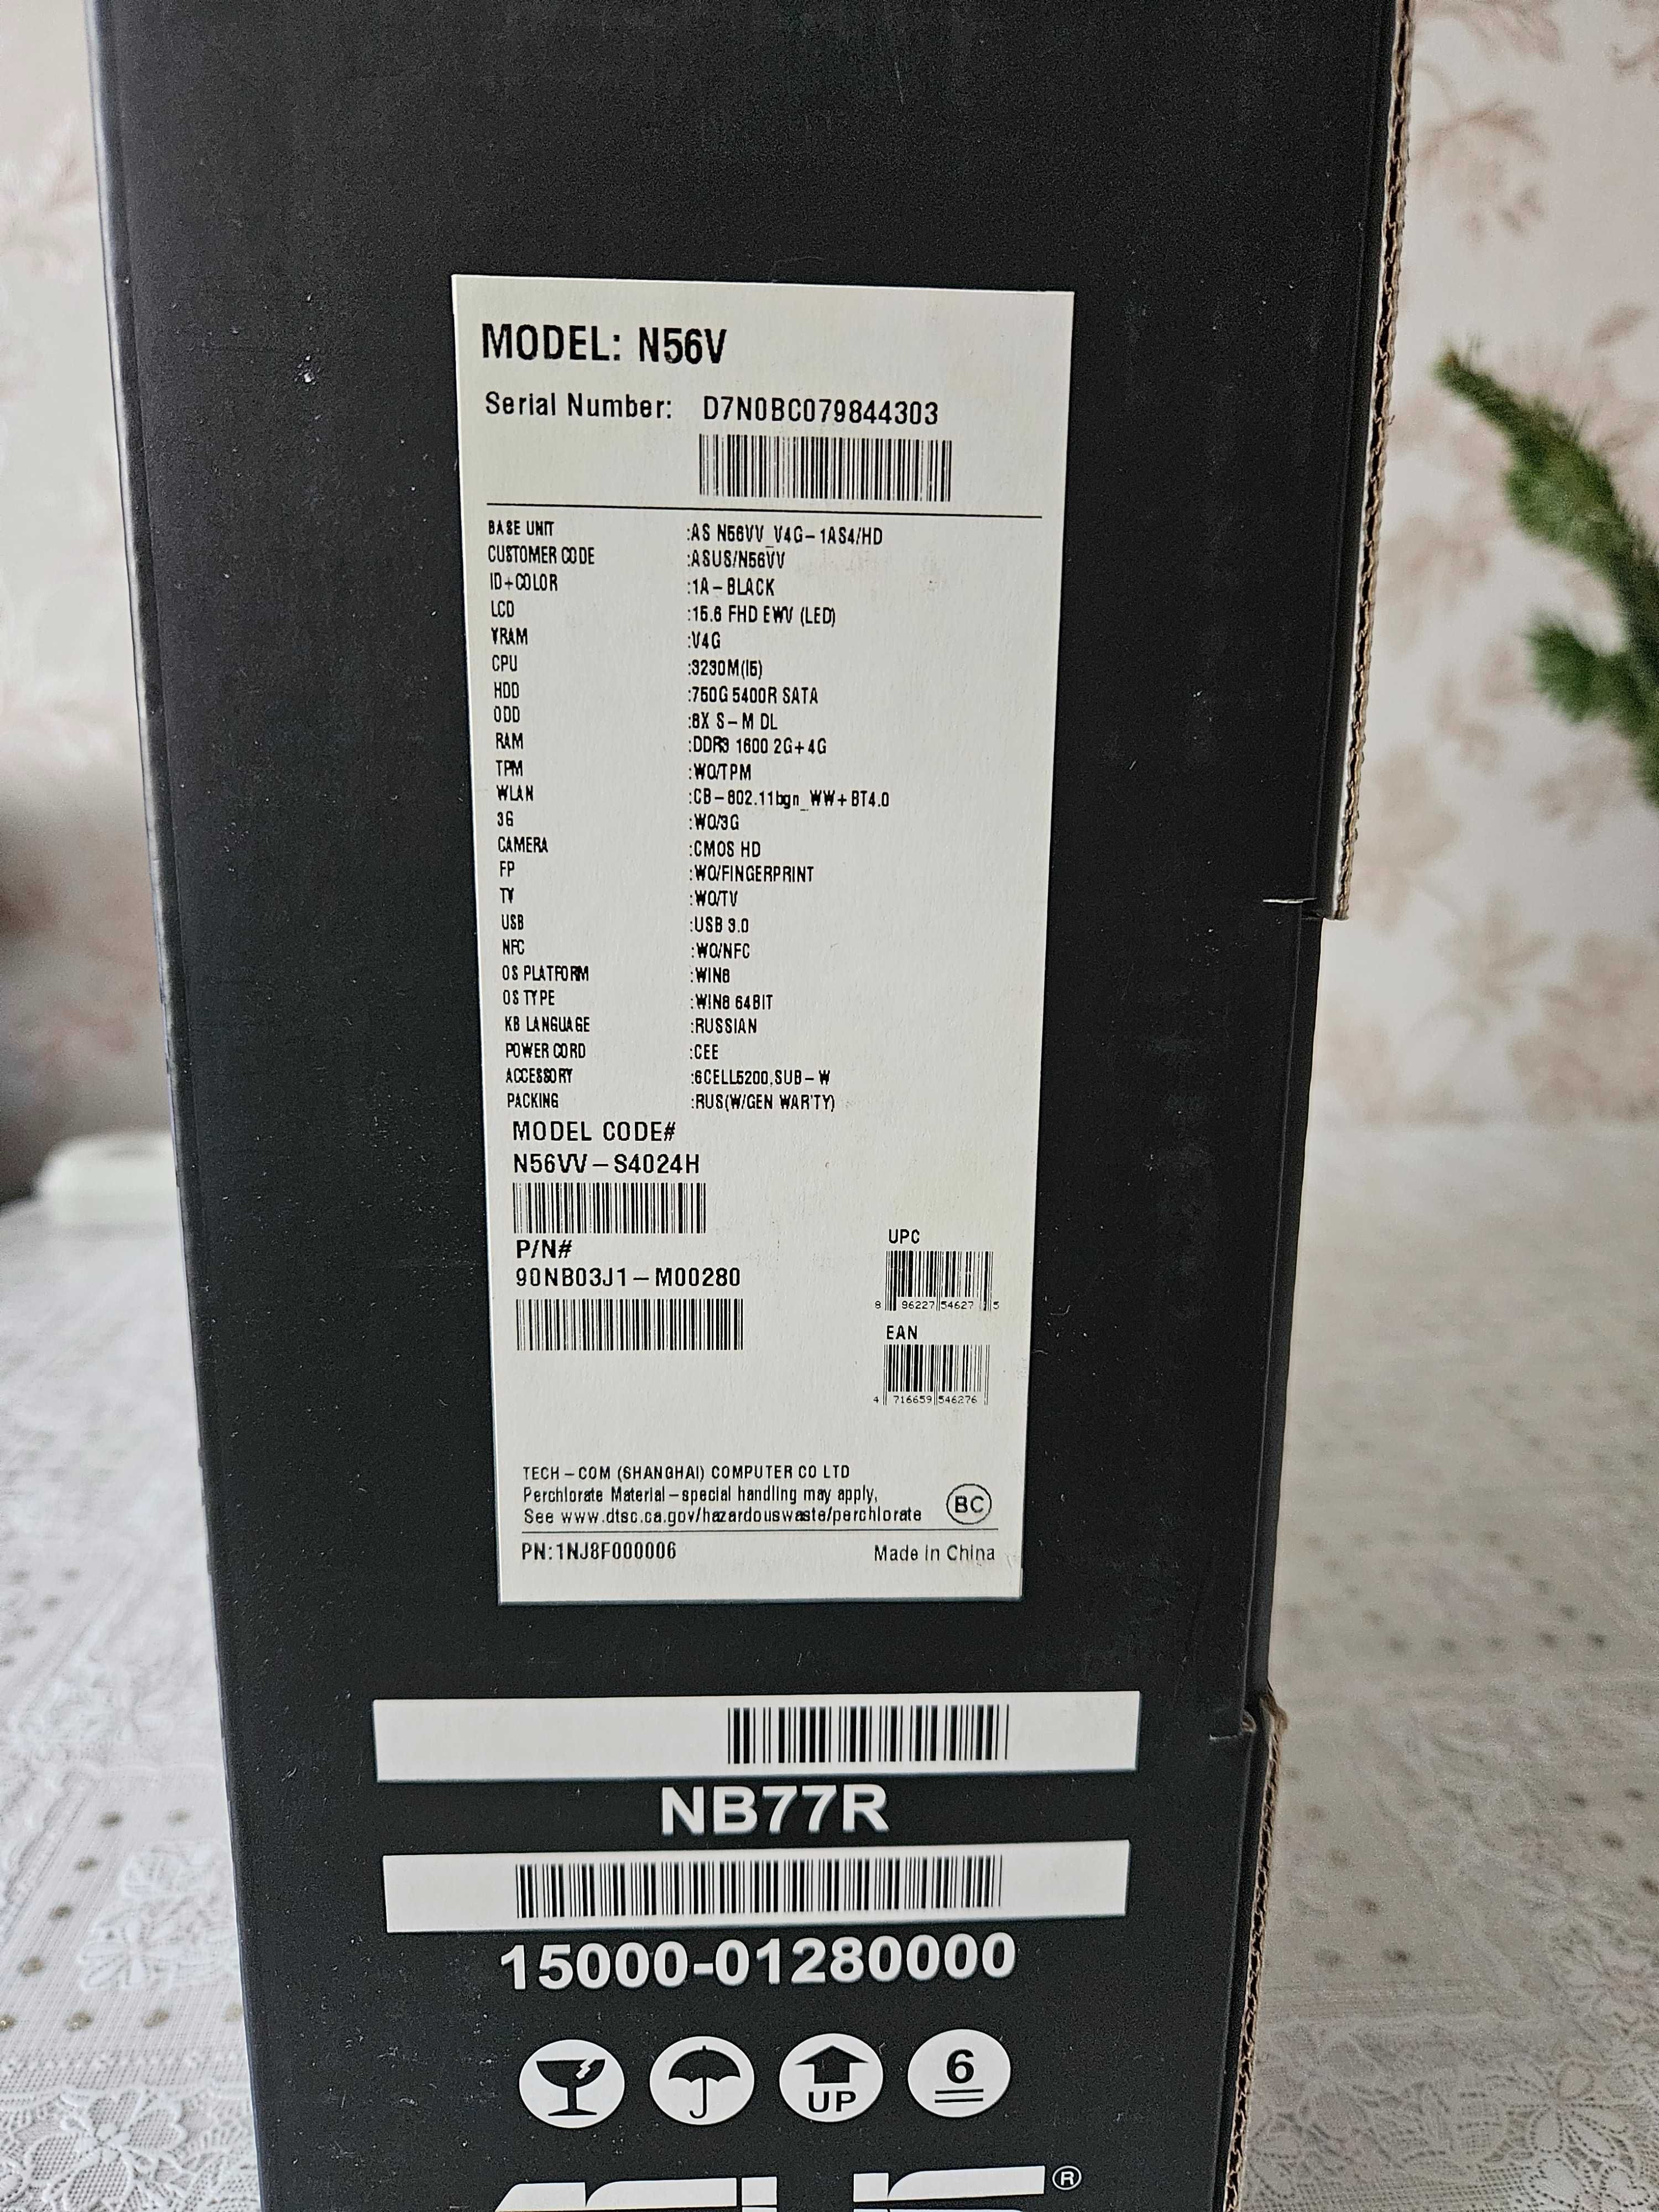 MODEL: N56V
Serial Number: D7N0BC079844303
BASE UNIT :AS N56VV_V4G-1AS4/HD
CUSTOMER CODE :ASUS/N56VV
ID+COLOR :1A-BLACK
LCD :15.6 FHD EWV (LED)
VRAM :V4G
CPU :3230M(I5)
HDD :750G 5400R SATA
ODD :8X S-M DL
RAM :DDR3 1600 2G+4G
TPM :WO/TPM
WLAN :CB-802.11bgn_WW+BT4.0
3G :WO/3G
CAMERA :CMOS HD
FP :WO/FINGERPRINT
TV :WO/TV
USB :USB 3.0
NFC :WO/NFC
OS PLATFORM :WIN8
OS TYPE :WIN8 64BIT
KB LANGUAGE :RUSSIAN
POWER CORD :CEE
ACCESSORY :6CELL5200,SUB-W
PACKING :RUS(W/GEN WAR'TY)
MODEL CODE#
N56VV-S4024H
P/N#
90NB03J1-M00280
UPC
8 96227 54627 5
EAN
4 716659 546276
TECH-COM (SHANGHAI) COMPUTER CO LTD
Perchlorate Material-special handling may apply,
See www.dtsc.ca.gov/hazardouswaste/perchlorate
BC
PN:1NJ8F000006 Made in China
NB77R
15000-01280000
UP
6
ASUS®